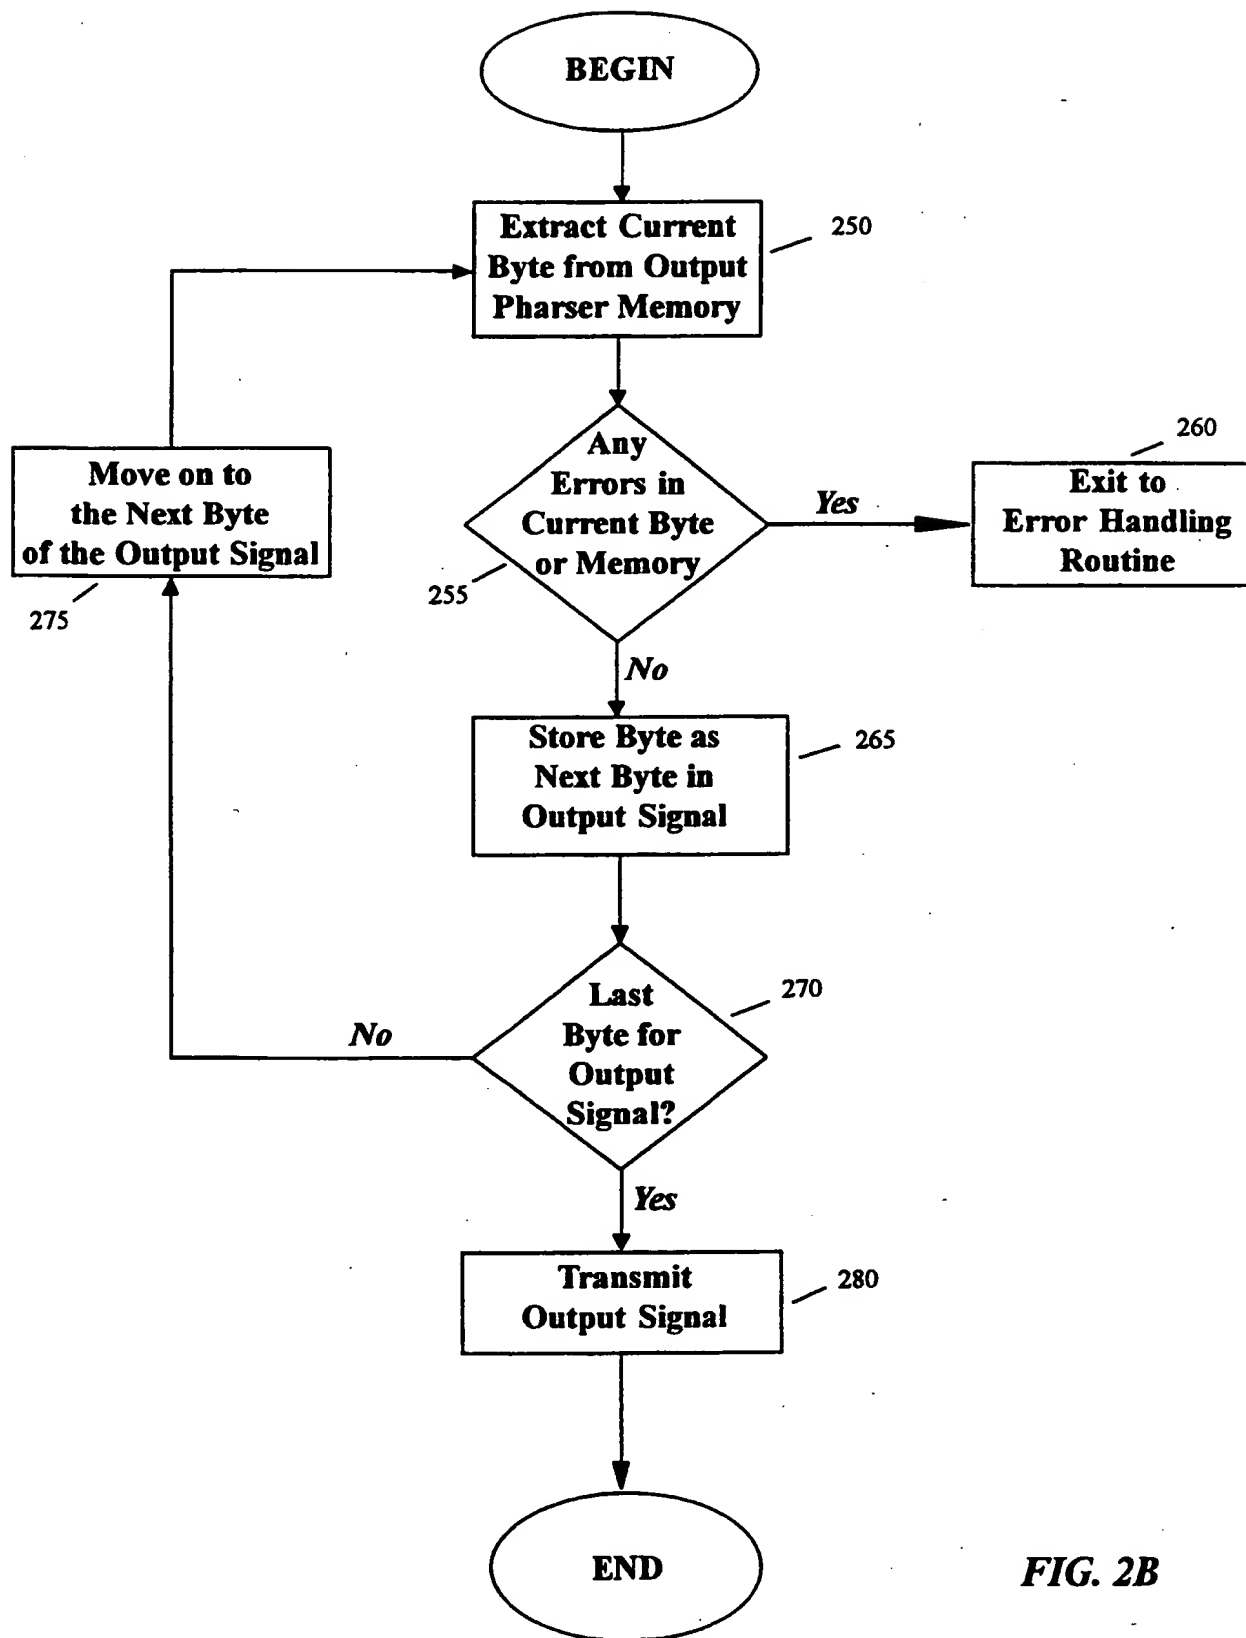 BEGIN
Extract Current
Byte from Output
Pharser Memory
250
Any
Errors in
Current Byte
or Memory
255
Yes
260
Exit to
Error Handling
Routine
Move on to
the Next Byte
of the Output Signal
275
No
Store Byte as
Next Byte in
Output Signal
265
Last
Byte for
Output
Signal?
270
No
Yes
Transmit
Output Signal
280
END
FIG. 2B